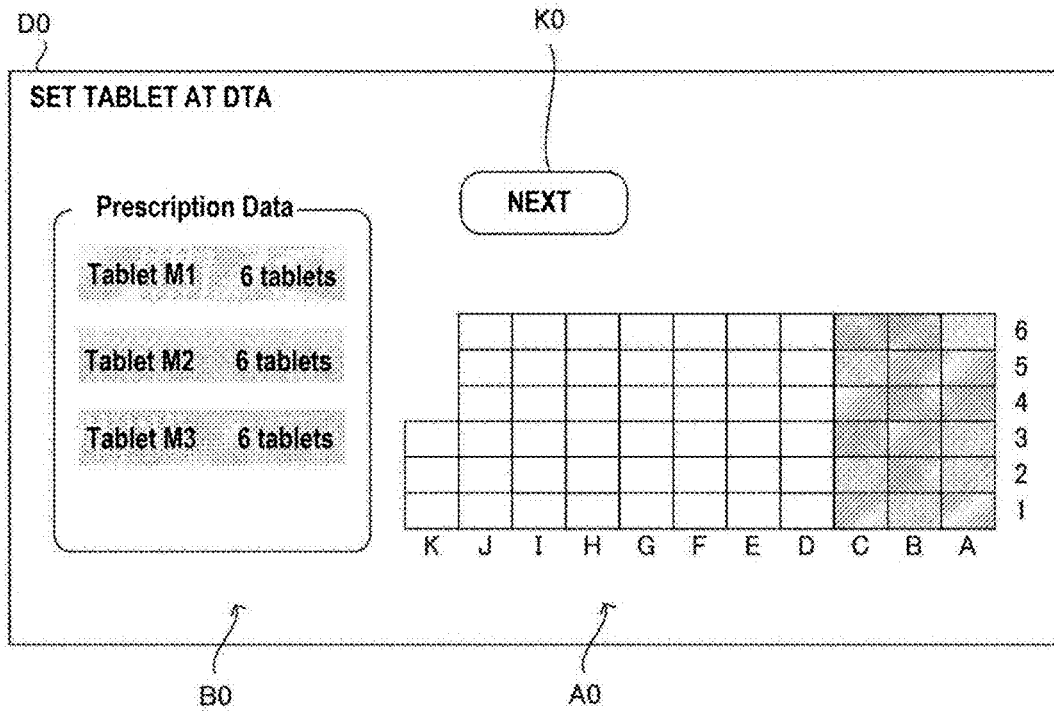 D0
K0
SET TABLET AT DTA
NEXT
Prescription Data
Tablet M1 6 tablets
Tablet M2 6 tablets
Tablet M3 6 tablets
6
5
4
3
2
1
K J I H G F E D C B A
B0
A0